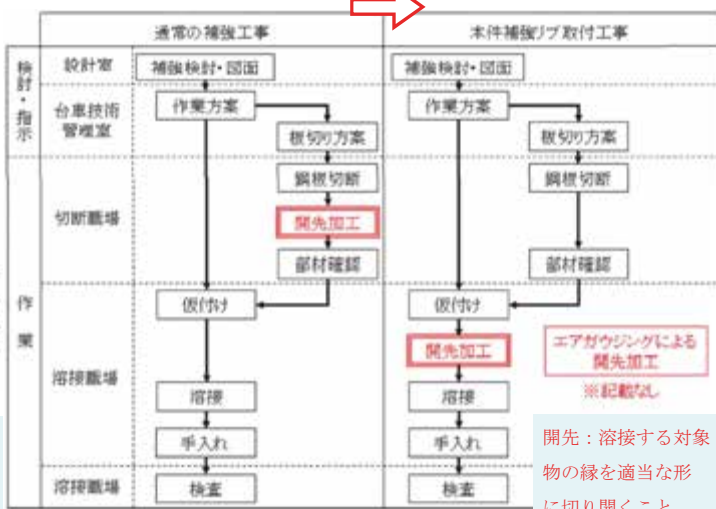 通常の補強工事
本件補強リブ取付工事
検討・指示
設計室
補強検討・図面
補強検討・図面
台車技術
管理室
作業方案
作業方案
板切り方案
板切り方案
切断職場
鋼板切断
鋼板切断
開先加工
部材確認
部材確認
作業
溶接職場
仮付け
仮付け
開先加工
エアガウジングによる
開先加工
※記載なし
溶接
溶接
手入れ
手入れ
溶接職場
検査
検査
開先：溶接する対象
物の縁を適当な形
に切り開くこと